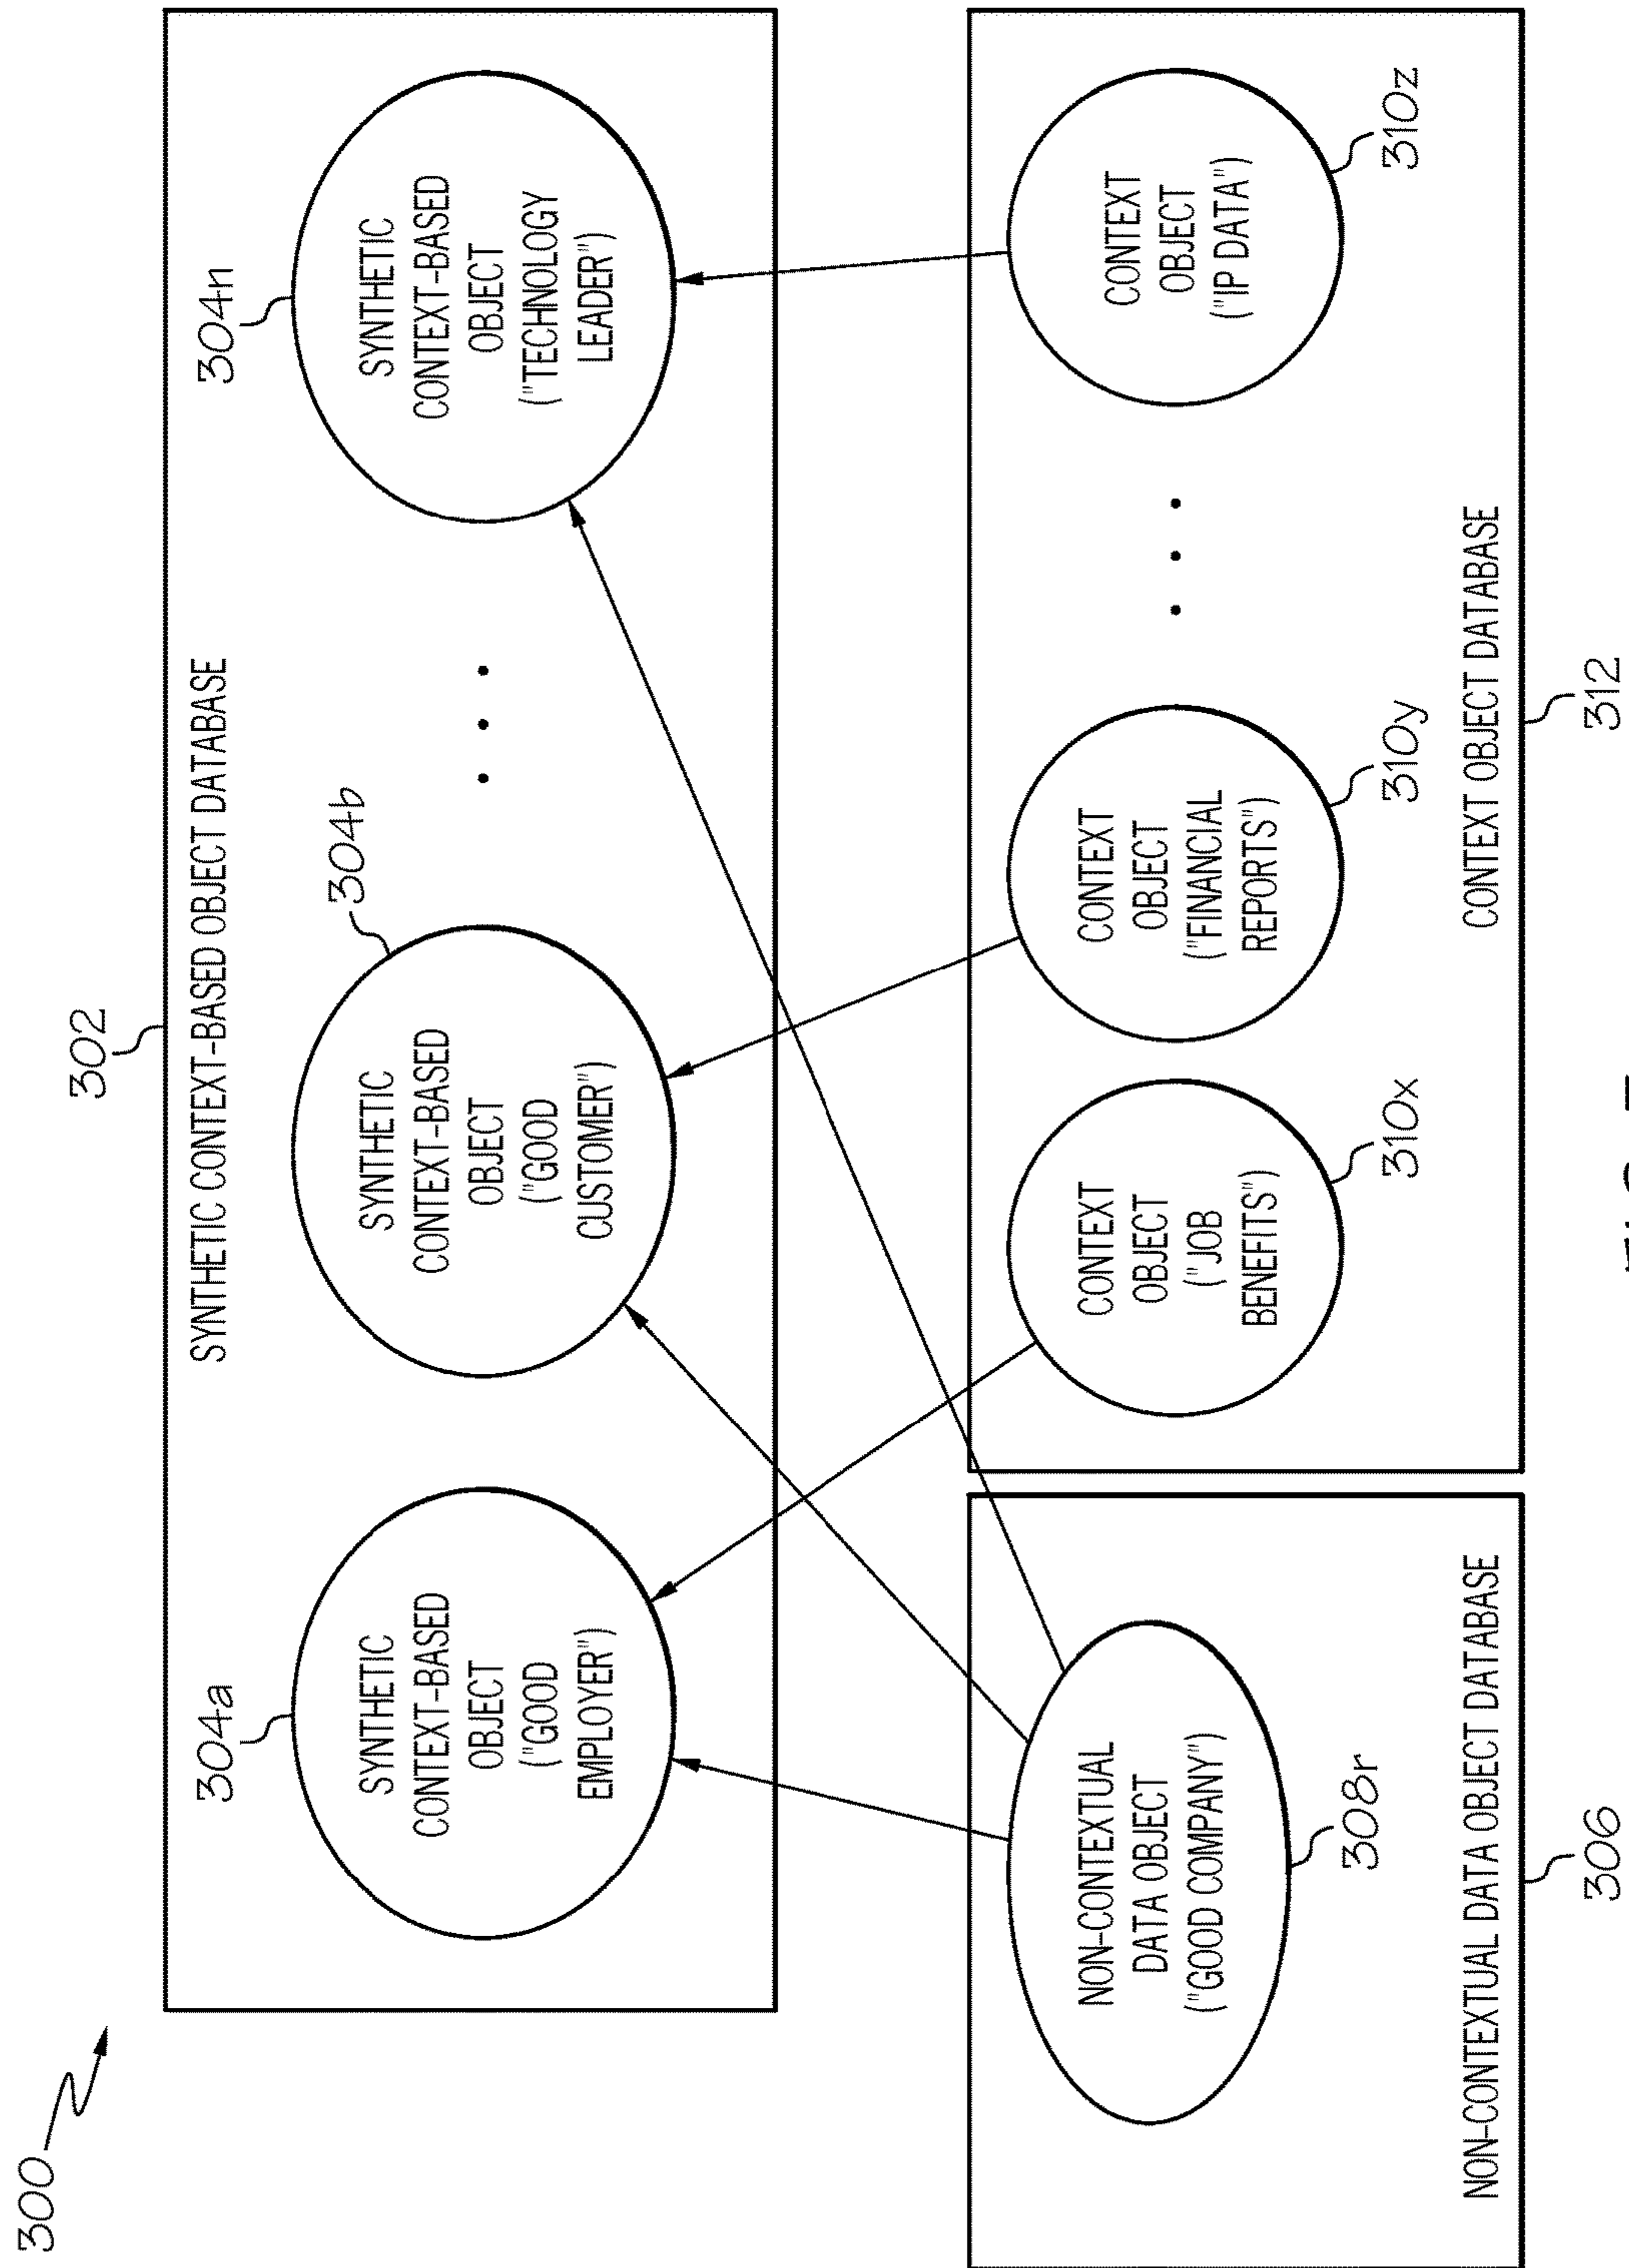 300
302
SYNTHETIC CONTEXT-BASED OBJECT DATABASE
304a
SYNTHETIC
CONTEXT-BASED
OBJECT
("GOOD
EMPLOYER")
304b
SYNTHETIC
CONTEXT-BASED
OBJECT
("GOOD
CUSTOMER")
304n
SYNTHETIC
CONTEXT-BASED
OBJECT
("TECHNOLOGY
LEADER")
NON-CONTEXTUAL
DATA OBJECT
("GOOD COMPANY")
308r
NON-CONTEXTUAL DATA OBJECT DATABASE
306
CONTEXT
OBJECT
("JOB
BENEFITS")
310x
CONTEXT
OBJECT
("FINANCIAL
REPORTS")
310y
CONTEXT
OBJECT
("IP DATA")
310z
CONTEXT OBJECT DATABASE
312